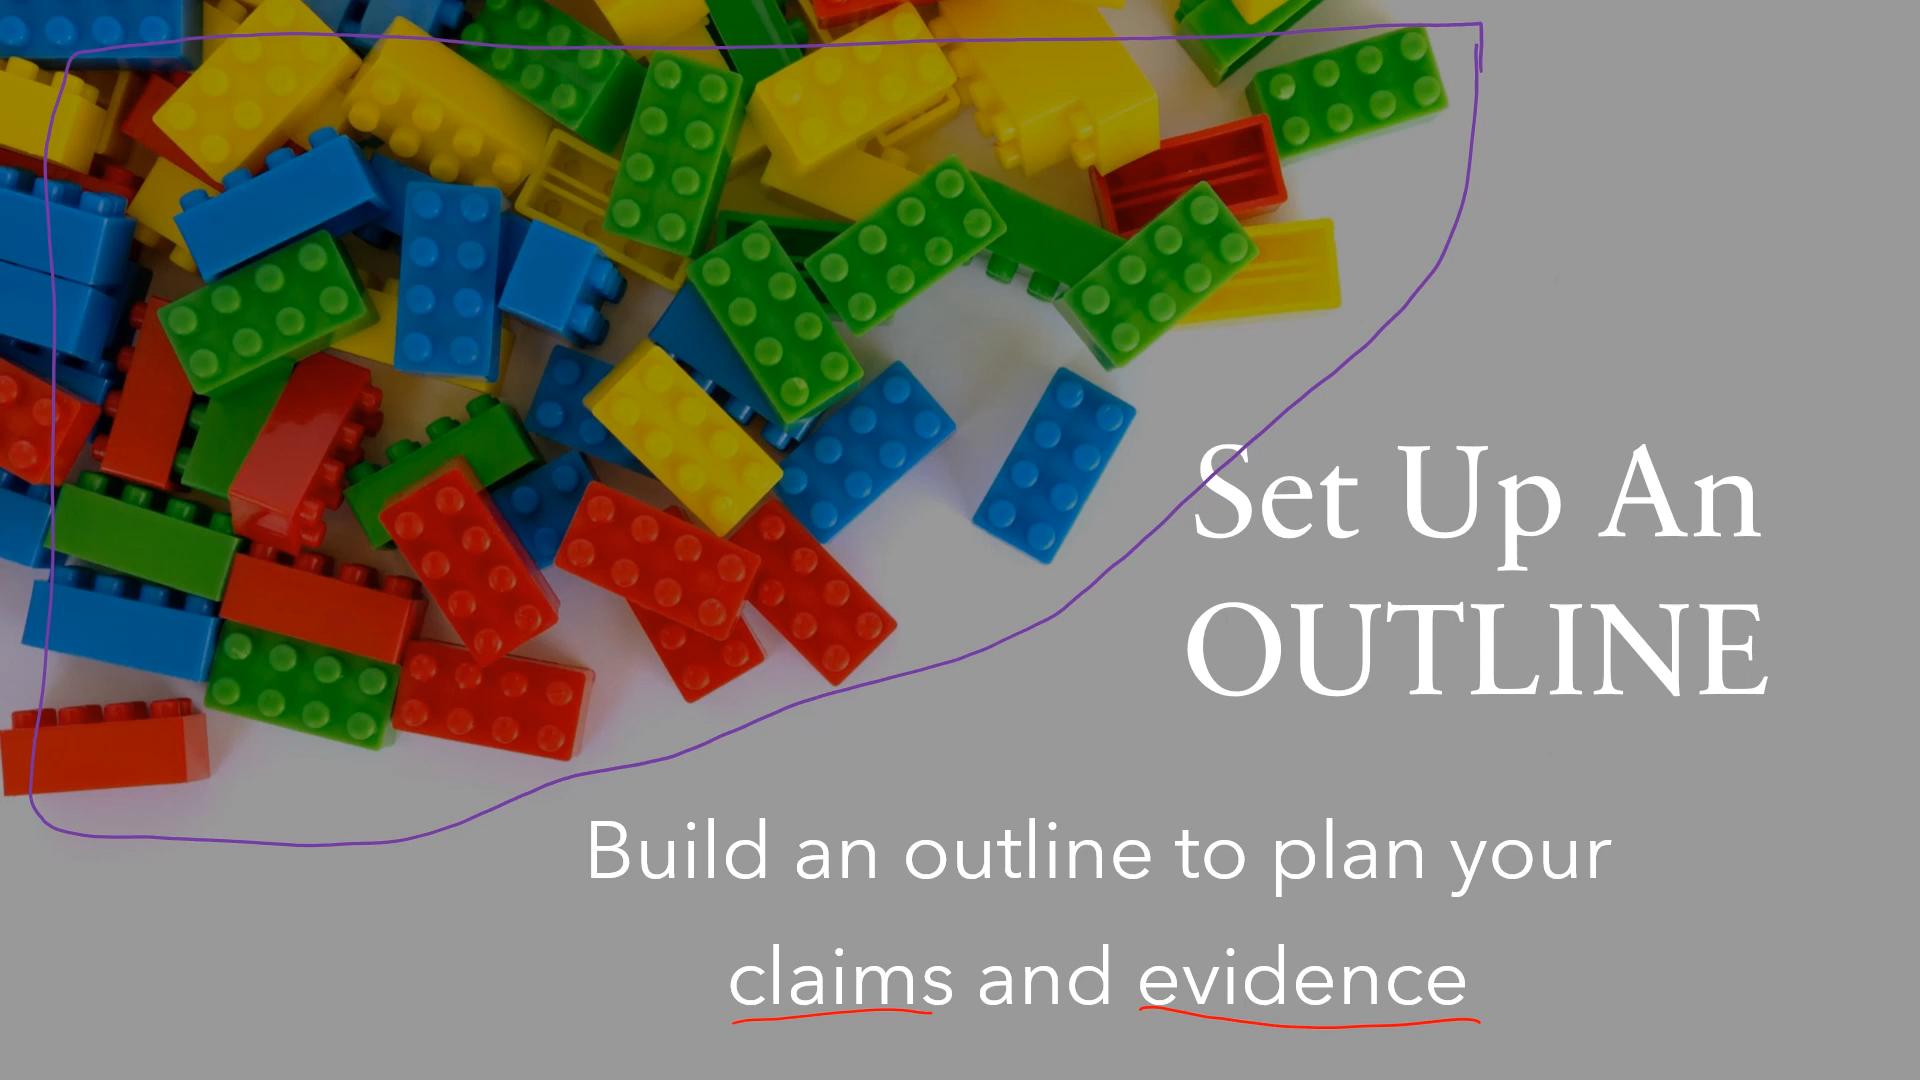 Set Up An
OUTLINE
Build an outline to plan your
claims and evidence